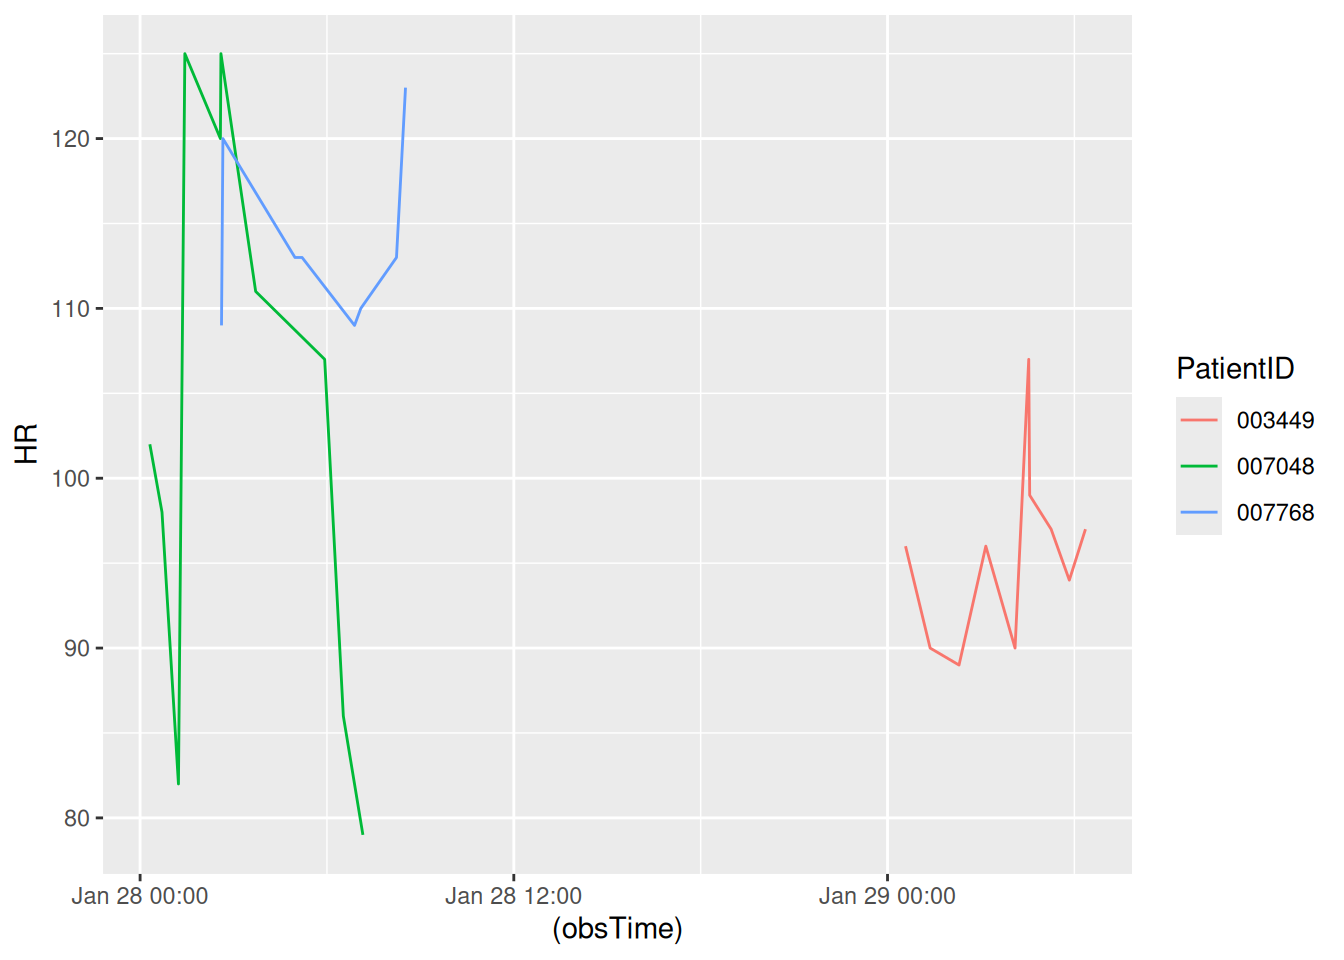 120
110
100
90
80
HR
Jan 28 00:00
Jan 28 12:00
Jan 29 00:00
(obsTime)
PatientID
003449
007048
007768